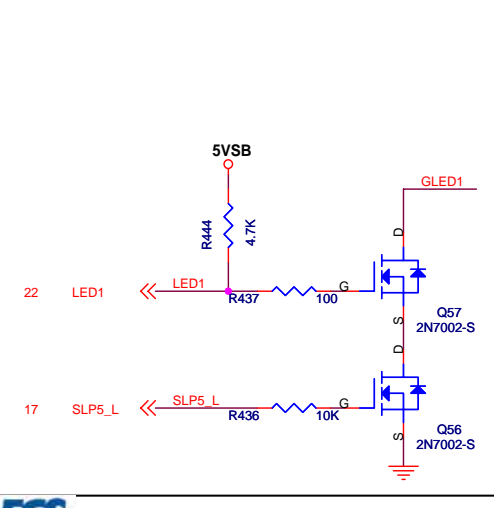 5VSB
GLED1
R444
4.7K
D
22 LED1 LED1 R437 100 G
S
Q57
2N7002-S
D
17 SLP5_L SLP5_L R436 10K G
S
Q56
2N7002-S